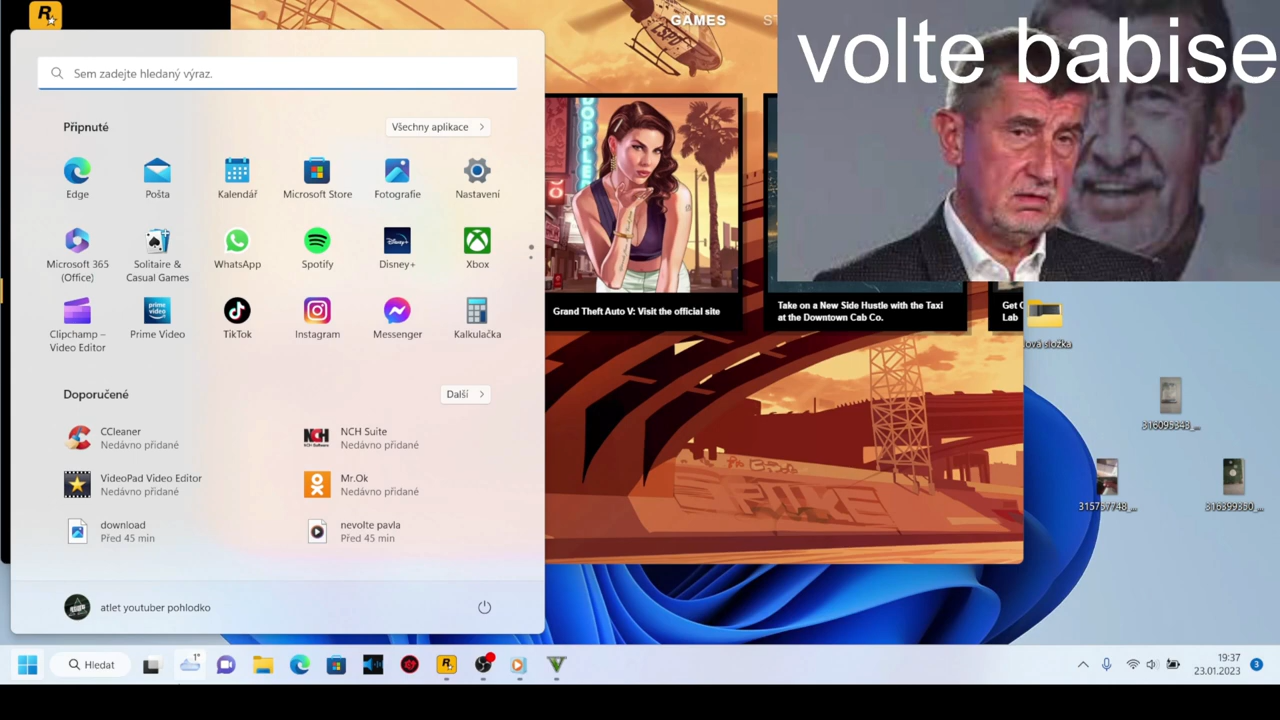 GAMES
volte babise
Sem zadejte hledaný výraz.
Připnuté
Všechny aplikace
Edge
Pošta
Kalendář
Microsoft Store
Fotografie
Nastavení
Microsoft 365
(Office)
Solitaire &
Casual Games
WhatsApp
Spotify
Disney+
Xbox
Clipchamp –
Video Editor
Prime Video
TikTok
Instagram
Messenger
Kalkulačka
Grand Theft Auto V: Visit the official site
Take on a New Side Hustle with the Taxi
at the Downtown Cab Co.
Lab
Doporučené
Další
CCleaner
Nedávno přidané
NCH Suite
Nedávno přidané
VideoPad Video Editor
Nedávno přidané
Mr.Ok
Nedávno přidané
download
Před 45 min
nevolte pavla
Před 45 min
atlet youtuber pohlodko
Hledat
1°
19:37
23.01.2023
3